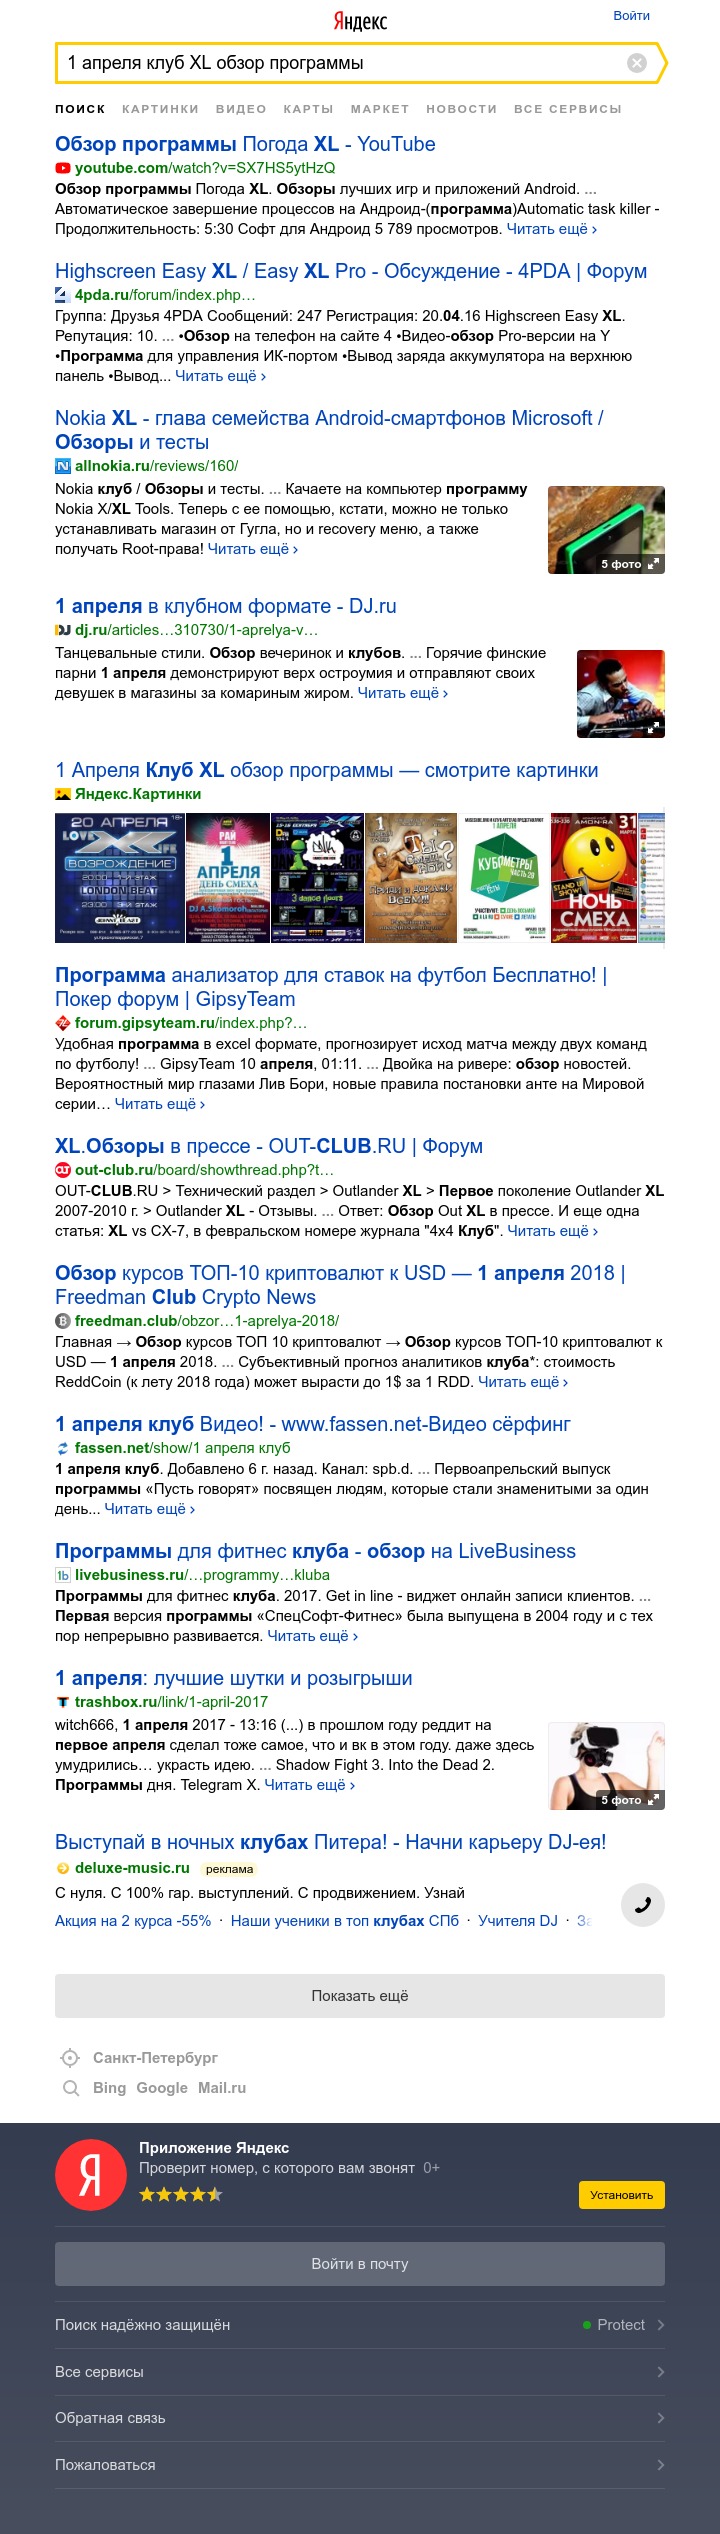 Яндекс
Войти
1 апреля клуб XL обзор программы
ПОИСК КАРТИНКИ ВИДЕО КАРТЫ МАРКЕТ НОВОСТИ ВСЕ СЕРВИСЫ
Обзор программы Погода XL - YouTube
youtube.com/watch?v=SX7HS5ytHzQ
Обзор программы Погода XL. Обзоры лучших игр и приложений Android. ...
Автоматическое завершение процессов на Андроид-(программа)Automatic task killer -
Продолжительность: 5:30 Софт для Андроид 5 789 просмотров. Читать ещё ›
Highscreen Easy XL / Easy XL Pro - Обсуждение - 4PDA | Форум
4pda.ru/forum/index.php…
Группа: Друзья 4PDA Сообщений: 247 Регистрация: 20.04.16 Highscreen Easy XL.
Репутация: 10. ... •Обзор на телефон на сайте 4 •Видео-обзор Pro-версии на Y
•Программа для управления ИК-портом •Вывод заряда аккумулятора на верхнюю
панель •Вывод... Читать ещё ›
Nokia XL - глава семейства Android-смартфонов Microsoft /
Обзоры и тесты
allnokia.ru/reviews/160/
Nokia клуб / Обзоры и тесты. ... Качаете на компьютер программу
Nokia X/XL Tools. Теперь с ее помощью, кстати, можно не только
устанавливать магазин от Гугла, но и recovery меню, а также
получать Root-права! Читать ещё ›
5 фото
1 апреля в клубном формате - DJ.ru
dj.ru/articles…310730/1-aprelya-v…
Танцевальные стили. Обзор вечеринок и клубов. ... Горячие финские
парни 1 апреля демонстрируют верх остроумия и отправляют своих
девушек в магазины за комариным жиром. Читать ещё ›
1 Апреля Клуб XL обзор программы — смотрите картинки
Яндекс.Картинки
20 АПРЕЛЯ 18+
LOVE XL LIFE
ВОЗРОЖДЕНИЕ
LONDON BEAT
РАЙ
1
АПРЕЛЯ
ДЕНЬ СМЕХА
3 dance floors
1
ТЫ СМЕШНОЙ?
ПРИДИ И ДОКАЖИ
ВСЕМ!!!
1 АПРЕЛЯ
КУБОМЕТРЫ
ЧАСТЬ 20
AMON-RA
31
МАРТА
STAND UP
НОЧЬ
СМЕХА
Программа анализатор для ставок на футбол Бесплатно! |
Покер форум | GipsyTeam
forum.gipsyteam.ru/index.php?…
Удобная программа в excel формате, прогнозирует исход матча между двух команд
по футболу! ... GipsyTeam 10 апреля, 01:11. ... Двойка на ривере: обзор новостей.
Вероятностный мир глазами Лив Бори, новые правила постановки анте на Мировой
серии… Читать ещё ›
XL.Обзоры в прессе - OUT-CLUB.RU | Форум
out-club.ru/board/showthread.php?t…
OUT-CLUB.RU > Технический раздел > Outlander XL > Первое поколение Outlander XL
2007-2010 г. > Outlander XL - Отзывы. ... Ответ: Обзор Out XL в прессе. И еще одна
статья: XL vs CX-7, в февральском номере журнала "4x4 Клуб". Читать ещё ›
Обзор курсов ТОП-10 криптовалют к USD — 1 апреля 2018 |
Freedman Club Crypto News
freedman.club/obzor…1-aprelya-2018/
Главная → Обзор курсов ТОП 10 криптовалют → Обзор курсов ТОП-10 криптовалют к
USD — 1 апреля 2018. ... Субъективный прогноз аналитиков клуба*: стоимость
ReddCoin (к лету 2018 года) может вырасти до 1$ за 1 RDD. Читать ещё ›
1 апреля клуб Видео! - www.fassen.net-Видео сёрфинг
fassen.net/show/1 апреля клуб
1 апреля клуб. Добавлено 6 г. назад. Канал: spb.d. ... Первоапрельский выпуск
программы «Пусть говорят» посвящен людям, которые стали знаменитыми за один
день... Читать ещё ›
Программы для фитнес клуба - обзор на LiveBusiness
livebusiness.ru/…programmy…kluba
Программы для фитнес клуба. 2017. Get in line - виджет онлайн записи клиентов. ...
Первая версия программы «СпецСофт-Фитнес» была выпущена в 2004 году и с тех
пор непрерывно развивается. Читать ещё ›
1 апреля: лучшие шутки и розыгрыши
trashbox.ru/link/1-april-2017
witch666, 1 апреля 2017 - 13:16 (...) в прошлом году реддит на
первое апреля сделал тоже самое, что и вк в этом году. даже здесь
умудрились… украсть идею. ... Shadow Fight 3. Into the Dead 2.
Программы дня. Telegram X. Читать ещё ›
5 фото
Выступай в ночных клубах Питера! - Начни карьеру DJ-ея!
deluxe-music.ru реклама
С нуля. С 100% гар. выступлений. С продвижением. Узнай
Акция на 2 курса -55% · Наши ученики в топ клубах СПб · Учителя DJ · За
Показать ещё
Санкт-Петербург
Bing Google Mail.ru
Я
Приложение Яндекс
Проверит номер, с которого вам звонят 0+
Установить
Войти в почту
Поиск надёжно защищён
Protect
Все сервисы
Обратная связь
Пожаловаться